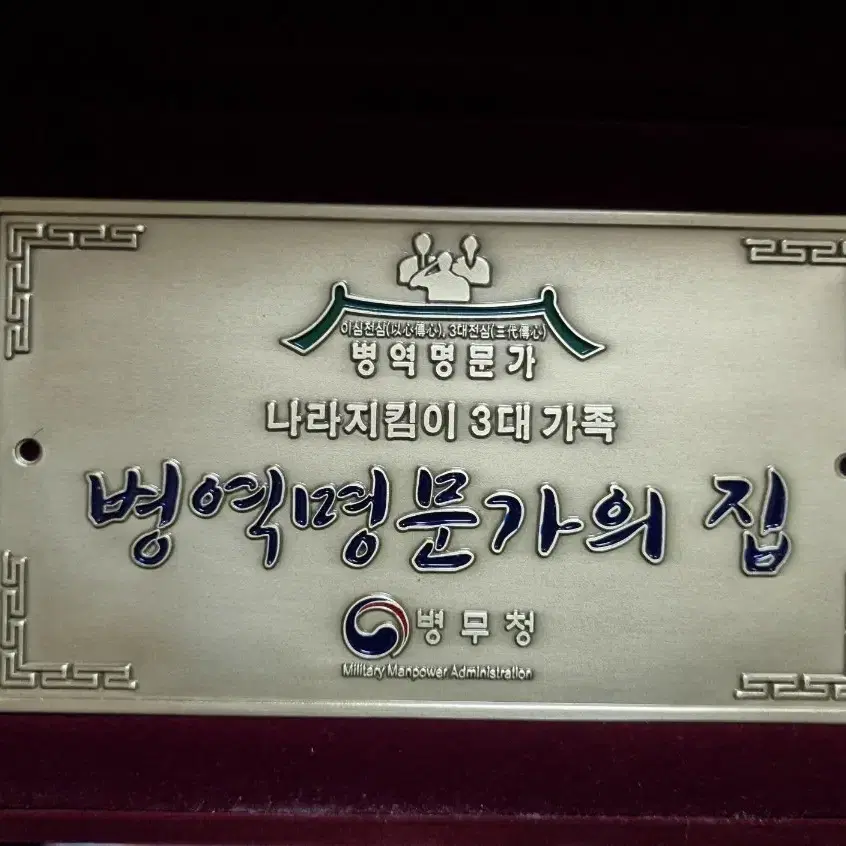 이심전심(以心傳心), 3대전심(三代傳心)
병역명문가
나라지킴이 3대 가족
병역명문가의 집
병무청
Military Manpower Administration